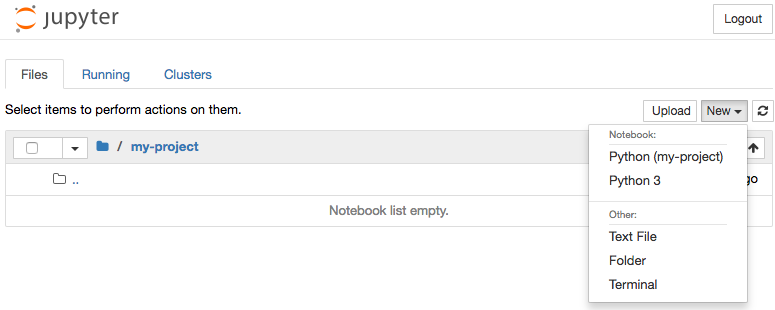 jupyter
Logout
Files Running Clusters
Select items to perform actions on them.
Upload New
/ my-project
..
go
Notebook list empty.
Notebook:
Python (my-project)
Python 3
Other:
Text File
Folder
Terminal